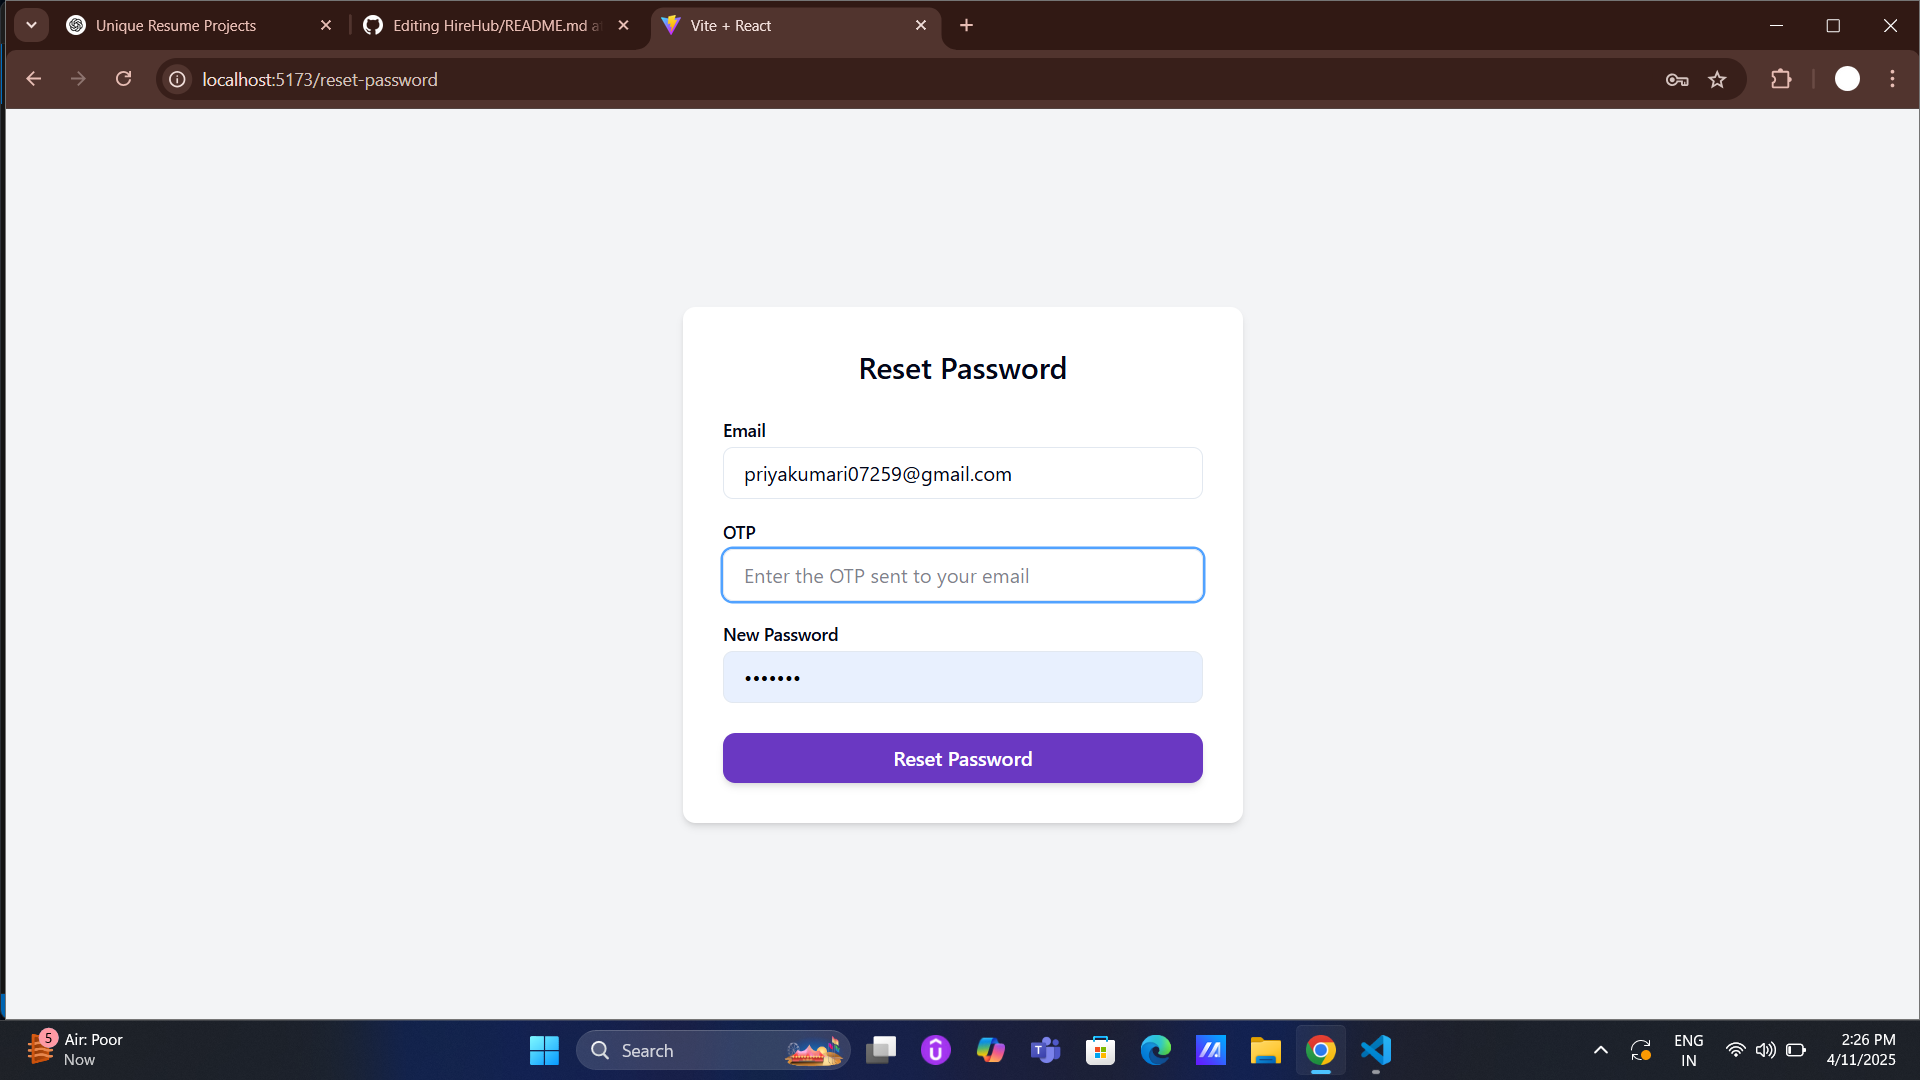 Unique Resume Projects
Editing HireHub/README.md a
Vite + React
localhost:5173/reset-password
Reset Password
Email
priyakumari07259@gmail.com
OTP
Enter the OTP sent to your email
New Password
•••••••
Reset Password
5
Air: Poor
Now
Search
ENG
IN
2:26 PM
4/11/2025